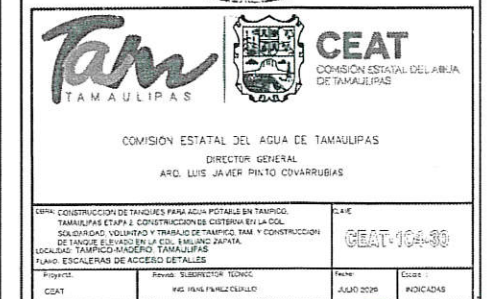 Tam
TAMAULIPAS
CEAT
COMISIÓN ESTATAL DEL AGUA
DE TAMAULIPAS
COMISIÓN ESTATAL DEL AGUA DE TAMAULIPAS
DIRECTOR GENERAL
ARQ. LUIS JAVIER PINTO COVARRUBIAS
OBRA: CONSTRUCCION DE TANQUES PARA AGUA POTABLE EN TAMPICO,
TAMAULIPAS ETAPA 2. CONSTRUCCION DE CISTERNA EN LA COL.
SOLIDARIDAD, VOLUNTAD Y TRABAJO DE TAMPICO, TAM. Y CONSTRUCCION
DE TANQUE ELEVADO EN LA COL. EMILIANO ZAPATA.
LOCALIDAD: TAMPICO-MADERO, TAMAULIPAS
PLANO: ESCALERAS DE ACCESO DETALLES
CLAVE
Proyectó: Revisó: SUBDIRECTOR TECNICO Fecha: Escala :
CEAT ING. PEREZ CEDILLO JULIO 2020 INDICADAS